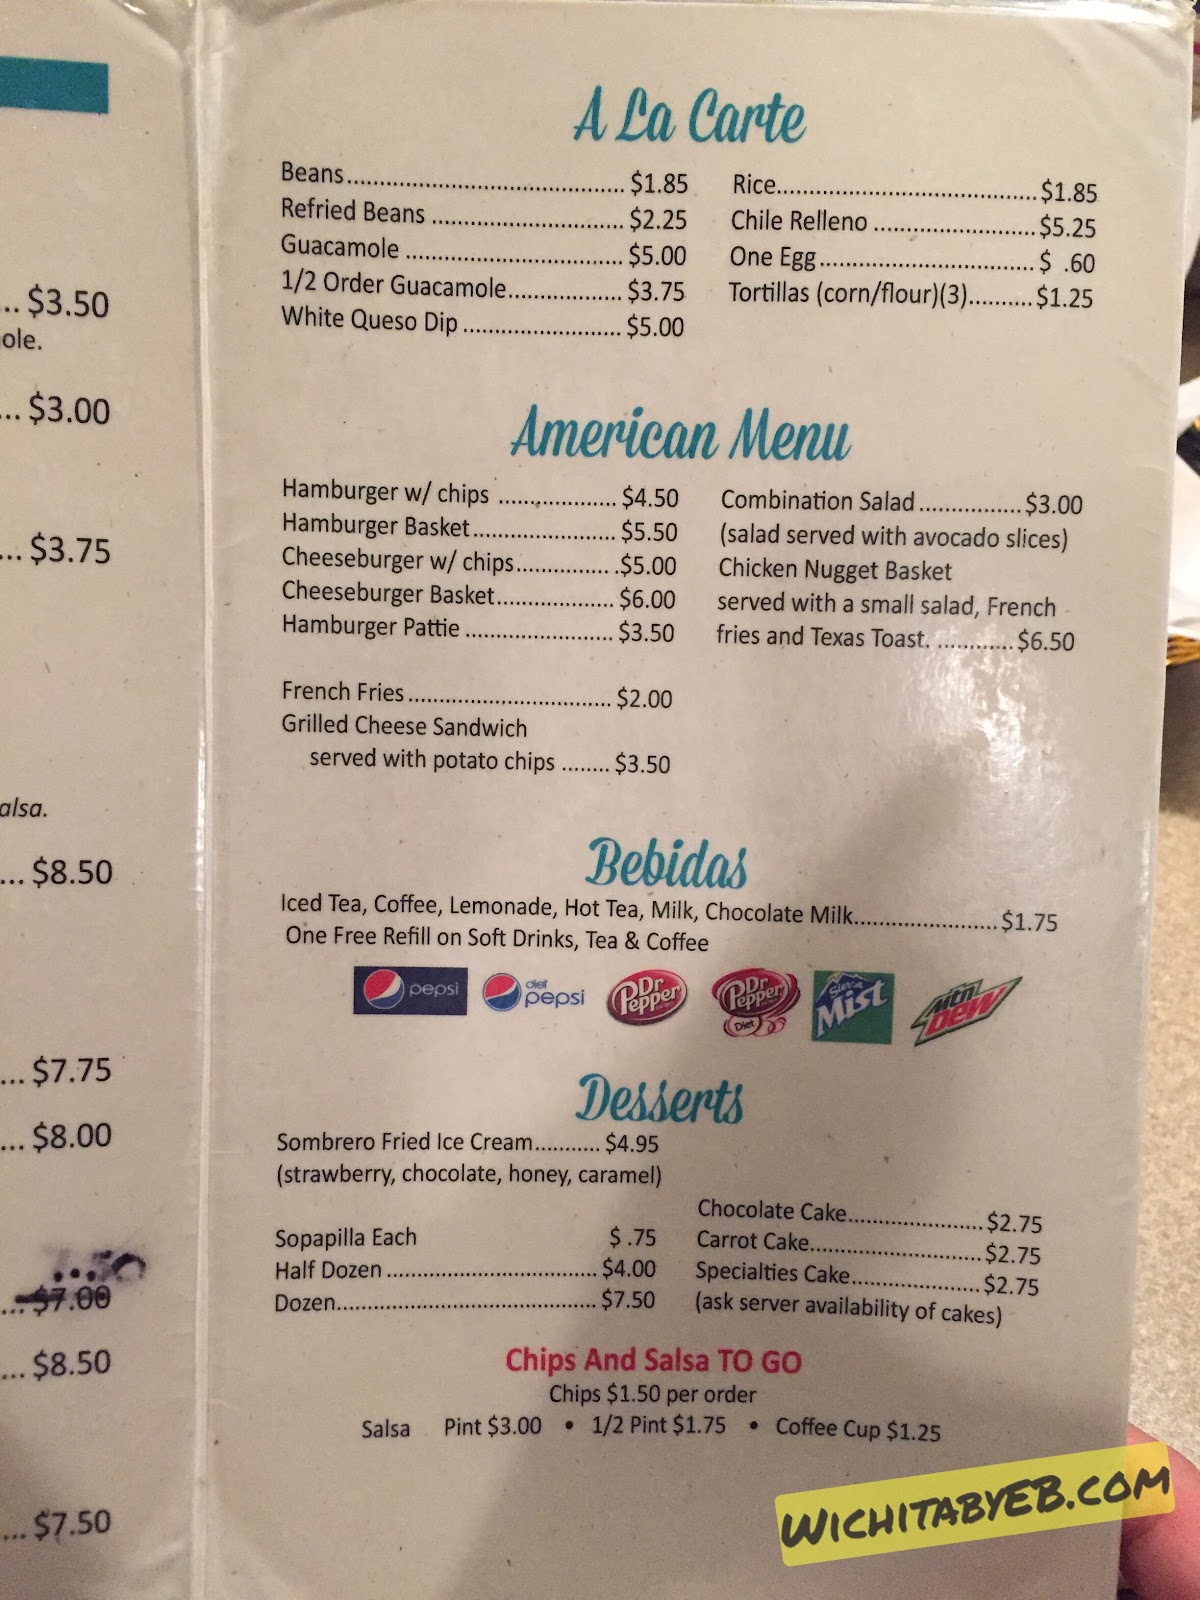 ... $3.50
ole.
... $3.00
... $3.75
alsa.
... $8.50
... $7.75
... $8.00
...50
... $7.00
... $8.50
... $7.50
A La Carte
Beans........ $1.85
Refried Beans ........ $2.25
Guacamole ........ $5.00
1/2 Order Guacamole........ $3.75
White Queso Dip ........ $5.00
Rice........ $1.85
Chile Relleno ........ $5.25
One Egg........ $ .60
Tortillas (corn/flour)(3).......... $1.25
American Menu
Hamburger w/ chips ........ $4.50
Hamburger Basket........ $5.50
Cheeseburger w/ chips........ $5.00
Cheeseburger Basket........ $6.00
Hamburger Pattie ........ $3.50
French Fries ........ $2.00
Grilled Cheese Sandwich
served with potato chips ........ $3.50
Combination Salad ........ $3.00
(salad served with avocado slices)
Chicken Nugget Basket
served with a small salad, French
fries and Texas Toast. ........ $6.50
Bebidas
Iced Tea, Coffee, Lemonade, Hot Tea, Milk, Chocolate Milk........ $1.75
One Free Refill on Soft Drinks, Tea & Coffee
pepsi diet pepsi Dr Pepper Dr Pepper Diet Sierra Mist Mtn Dew
Desserts
Sombrero Fried Ice Cream........... $4.95
(strawberry, chocolate, honey, caramel)
Sopapilla Each $ .75
Half Dozen ........ $4.00
Dozen........ $7.50
Chocolate Cake........ $2.75
Carrot Cake........ $2.75
Specialties Cake........ $2.75
(ask server availability of cakes)
Chips And Salsa TO GO
Chips $1.50 per order
Salsa Pint $3.00 • 1/2 Pint $1.75 • Coffee Cup $1.25
WICHITABYEB.COM